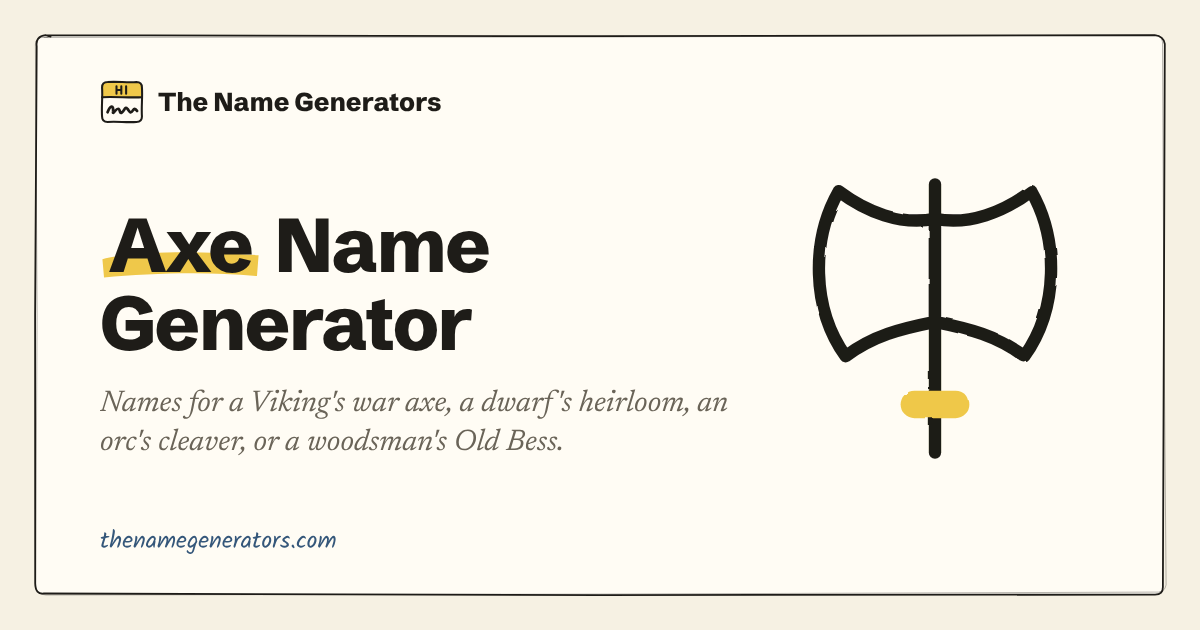 HI
The Name Generators
Axe Name
Generator
Names for a Viking's war axe, a dwarf's heirloom, an
orc's cleaver, or a woodsman's Old Bess.
thenamegenerators.com